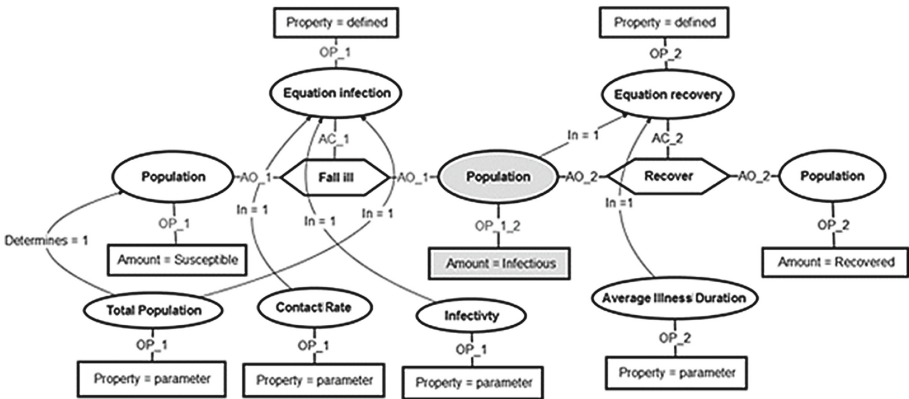 Property = defined
Property = defined
OP_1
OP_2
Equation infection
Equation recovery
AC_1
In = 1
AC_2
Population
AO_1
Fall ill
AO_1
Population
AO_2
Recover
AO_2
Population
In = 1
In = 1
In = 1
In=1
OP_1
OP_1_2
OP_2
Determines = 1
Amount = Susceptible
Amount = Infectious
Amount = Recovered
Total Population
Contact Rate
Infectivty
Average Illness Duration
OP_1
OP_1
OP_1
OP_2
Property = parameter
Property = parameter
Property = parameter
Property = parameter